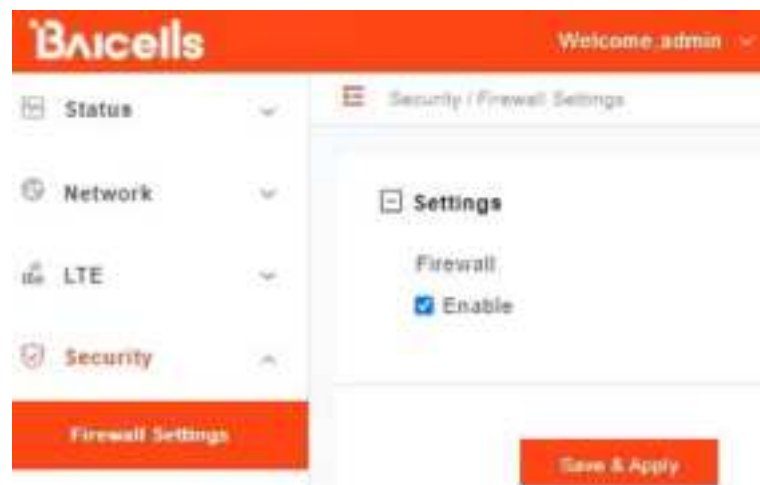 BAICELLS
Welcome,admin
Status
Security / Firewall Settings
Network
Settings
LTE
Firewall
Enable
Security
Firewall Settings
Save & Apply